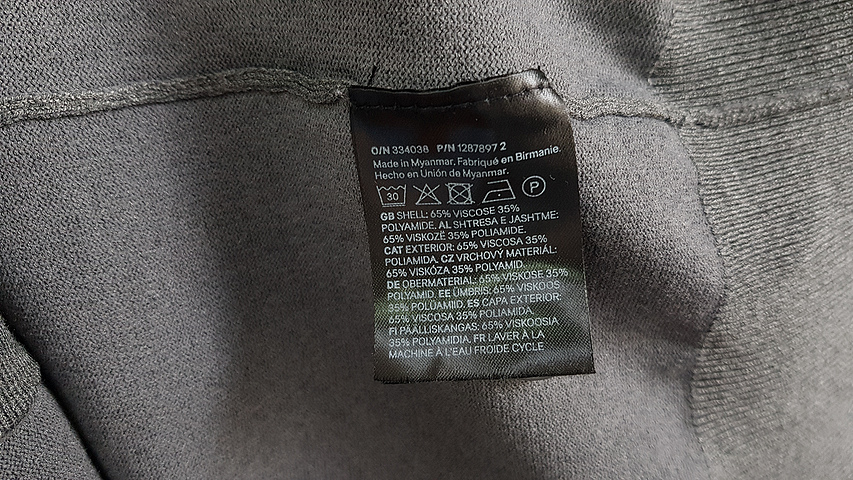 O/N 334038 P/N 1287897 2
Made in Myanmar. Fabriqué en Birmanie.
Hecho en Unión de Myanmar.
30 P
GB SHELL: 65% VISCOSE 35%
POLYAMIDE. AL SHTRESA E JASHTME:
65% VISKOZË 35% POLIAMIDE.
CAT EXTERIOR: 65% VISCOSA 35%
POLIAMIDA. CZ VRCHOVÝ MATERIÁL:
65% VISKÓZA 35% POLYAMID.
DE OBERMATERIAL: 65% VISKOSE 35%
POLYAMID. EE ÜMBRIS: 65% VISKOOS
35% POLÜAMIID. ES CAPA EXTERIOR:
65% VISCOSA 35% POLIAMIDA.
FI PÄÄLLISKANGAS: 65% VISKOOSIA
35% POLYAMIDIA. FR LAVER À LA
MACHINE À L'EAU FROIDE CYCLE